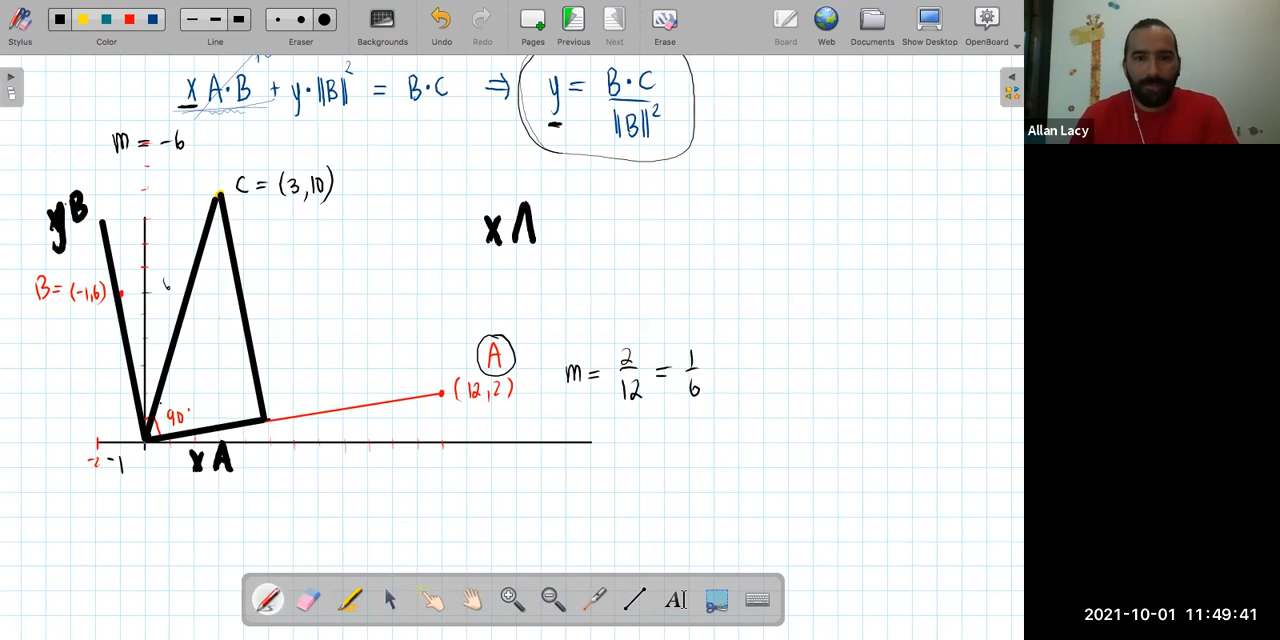 Stylus
Color
Line
Eraser
Backgrounds
Undo
Redo
Pages
Previous
Next
Erase
Board
Web
Documents
Show Desktop
OpenBoard
x A·B + y·‖B‖² = B·C ⇒ y = B·C / ‖B‖²
m = -6
C = (3,10)
yB
xA
B = (-1,6)
6
A
(12,2)
m = 2/12 = 1/6
90°
-2 -1
xA
Allan Lacy
2021-10-01 11:49:41